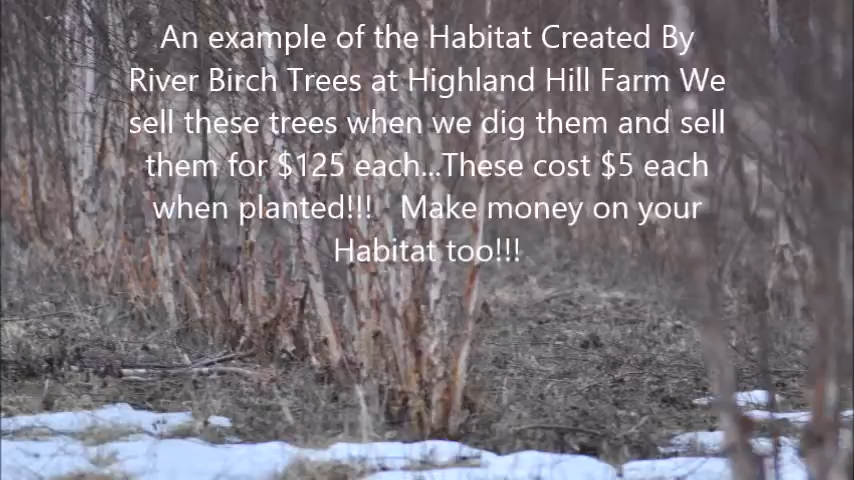 An example of the Habitat Created By
River Birch Trees at Highland Hill Farm We
sell these trees when we dig them and sell
them for $125 each...These cost $5 each
when planted!!!   Make money on your
Habitat too!!!